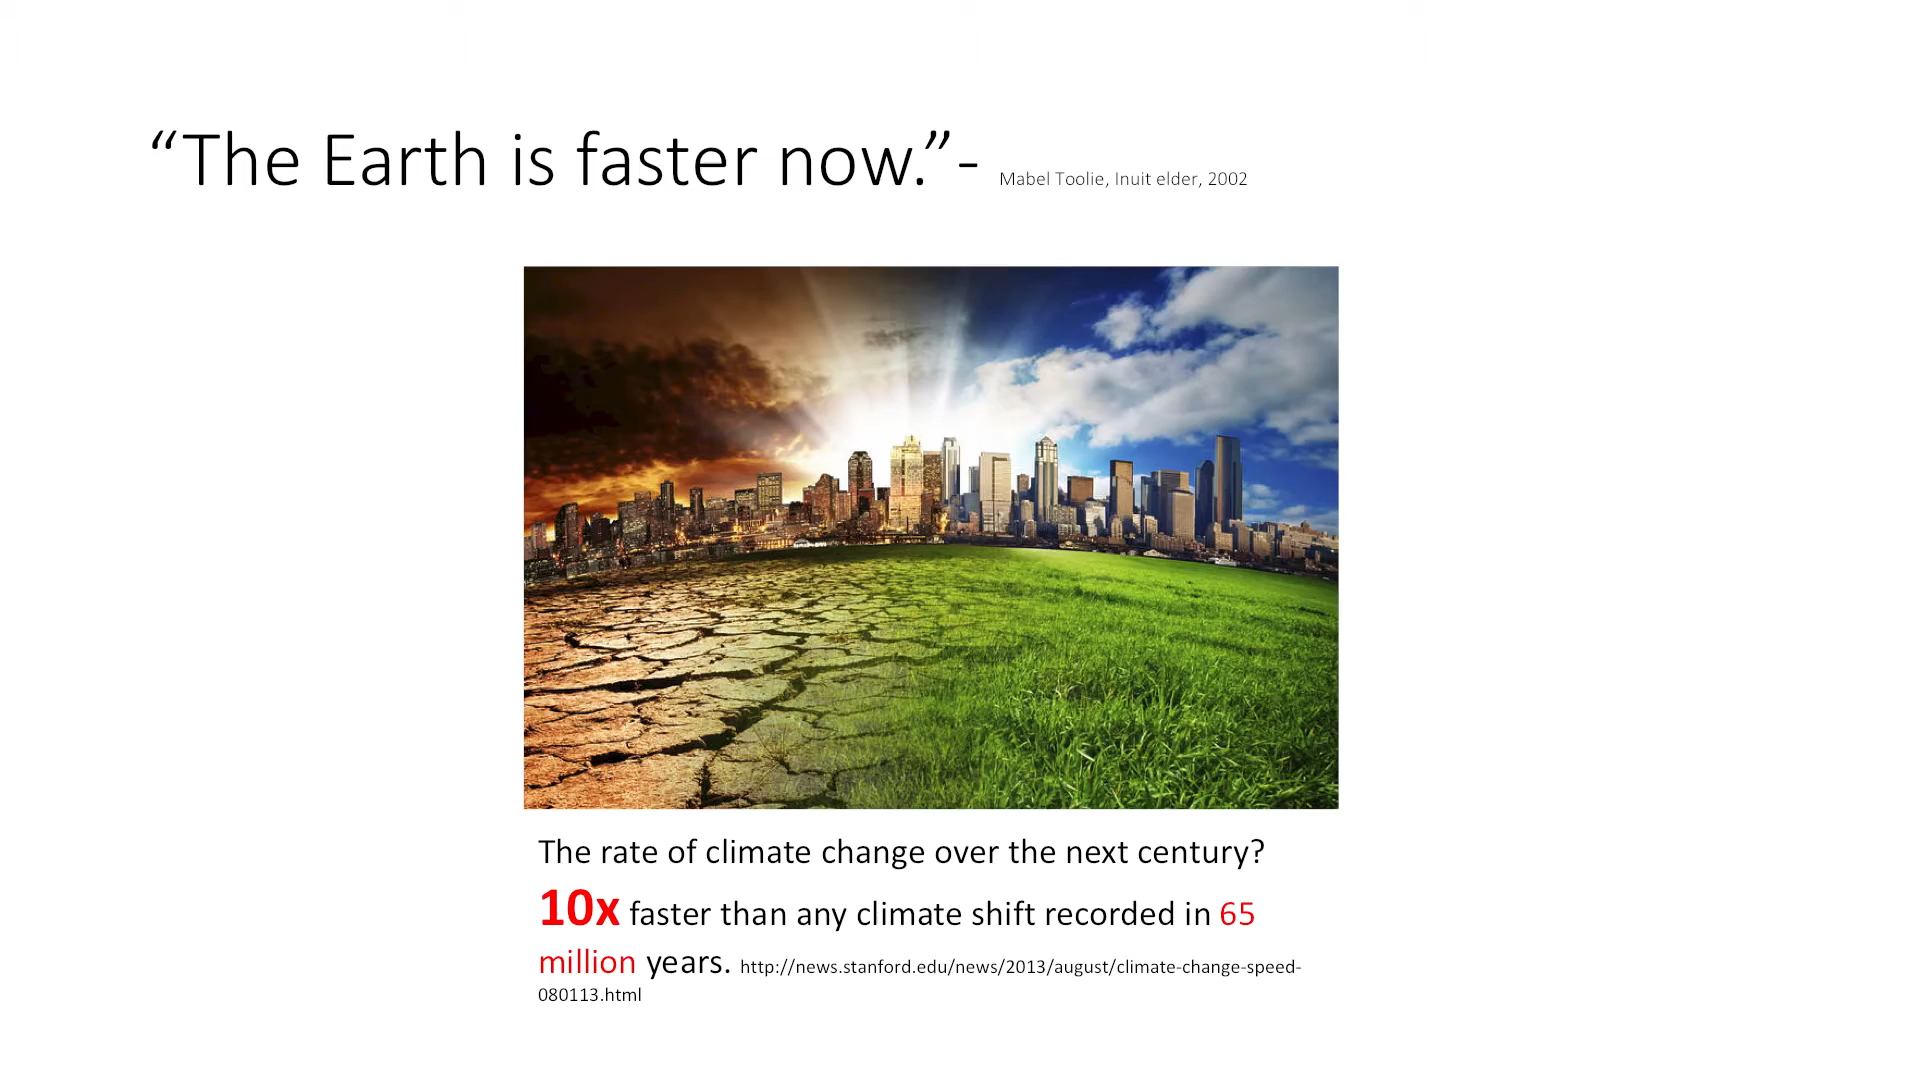 “The Earth is faster now.”- Mabel Toolie, Inuit elder, 2002
The rate of climate change over the next century?
10x faster than any climate shift recorded in 65
million years. http://news.stanford.edu/news/2013/august/climate-change-speed-
080113.html